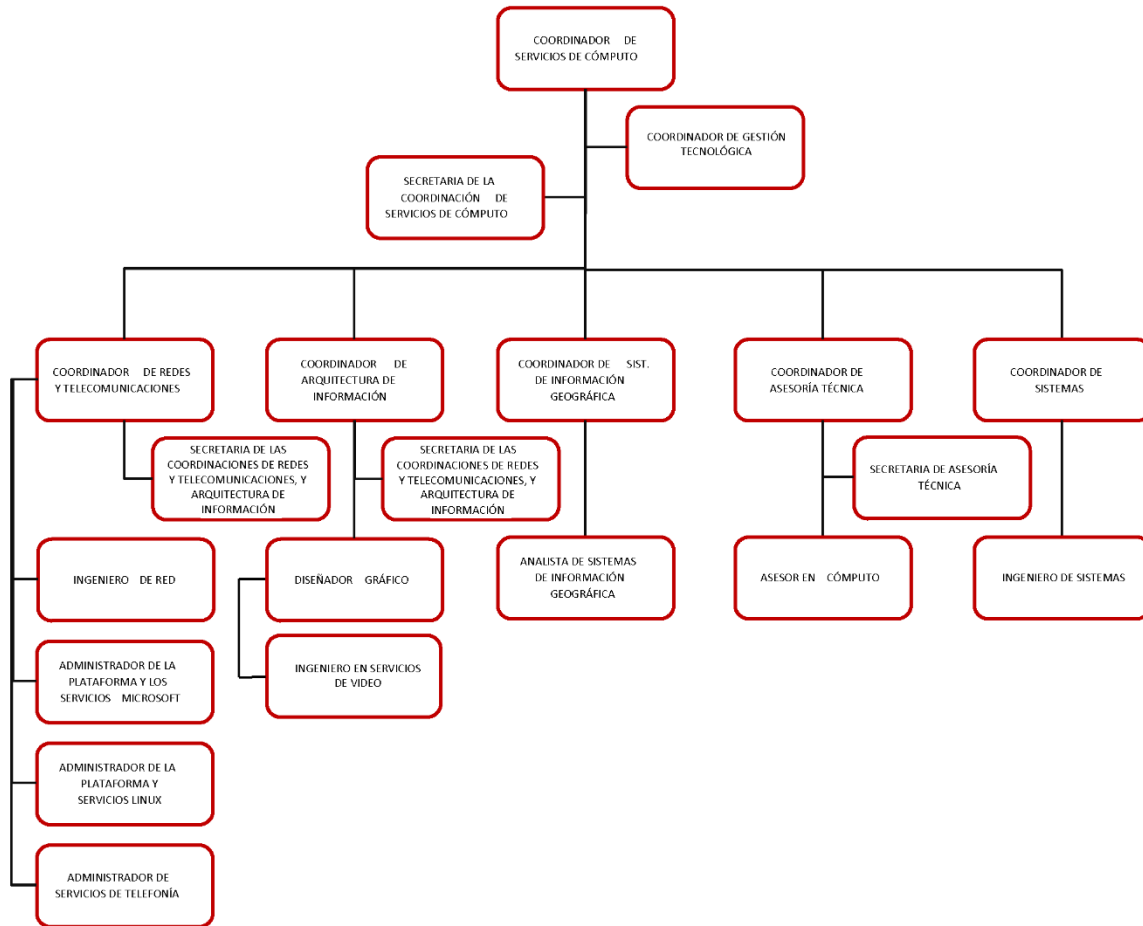 COORDINADOR DE
SERVICIOS DE CÓMPUTO
COORDINADOR DE GESTIÓN
TECNOLÓGICA
SECRETARIA DE LA
COORDINACIÓN DE
SERVICIOS DE CÓMPUTO
COORDINADOR DE REDES
Y TELECOMUNICACIONES
COORDINADOR DE
ARQUITECTURA DE
INFORMACIÓN
COORDINADOR DE SIST.
DE INFORMACIÓN
GEOGRÁFICA
COORDINADOR DE
ASESORÍA TÉCNICA
COORDINADOR DE
SISTEMAS
SECRETARIA DE LAS
COORDINACIONES DE REDES
Y TELECOMUNICACIONES, Y
ARQUITECTURA DE
INFORMACIÓN
SECRETARIA DE LAS
COORDINACIONES DE REDES
Y TELECOMUNICACIONES, Y
ARQUITECTURA DE
INFORMACIÓN
SECRETARIA DE ASESORÍA
TÉCNICA
INGENIERO DE RED
DISEÑADOR GRÁFICO
ANALISTA DE SISTEMAS
DE INFORMACIÓN
GEOGRÁFICA
ASESOR EN CÓMPUTO
INGENIERO DE SISTEMAS
ADMINISTRADOR DE LA
PLATAFORMA Y LOS
SERVICIOS MICROSOFT
INGENIERO EN SERVICIOS
DE VIDEO
ADMINISTRADOR DE LA
PLATAFORMA Y
SERVICIOS LINUX
ADMINISTRADOR DE
SERVICIOS DE TELEFONÍA